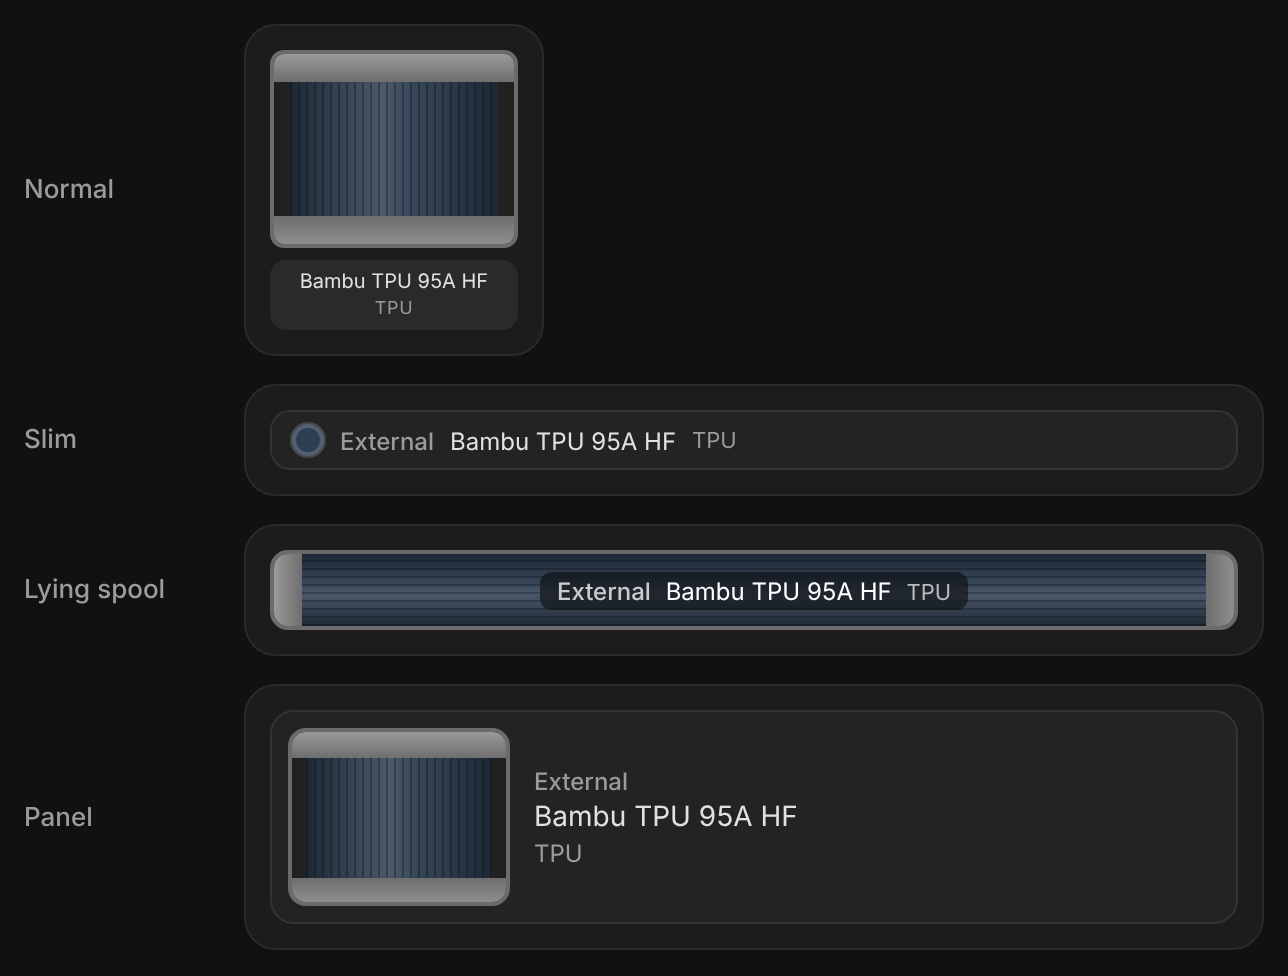 Normal
Bambu TPU 95A HF
TPU
Slim
External Bambu TPU 95A HF TPU
Lying spool
External Bambu TPU 95A HF TPU
Panel
External
Bambu TPU 95A HF
TPU